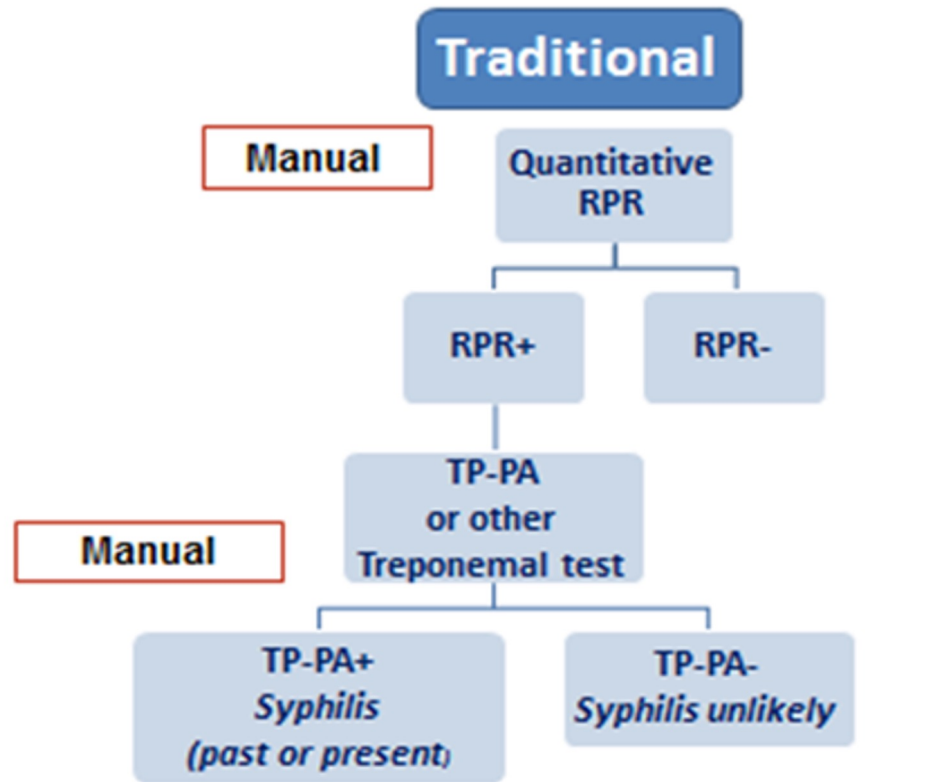 Traditional
Manual
Quantitative
RPR
RPR+
RPR-
TP-PA
or other
Treponemal test
Manual
TP-PA+
Syphilis
(past or present)
TP-PA-
Syphilis unlikely